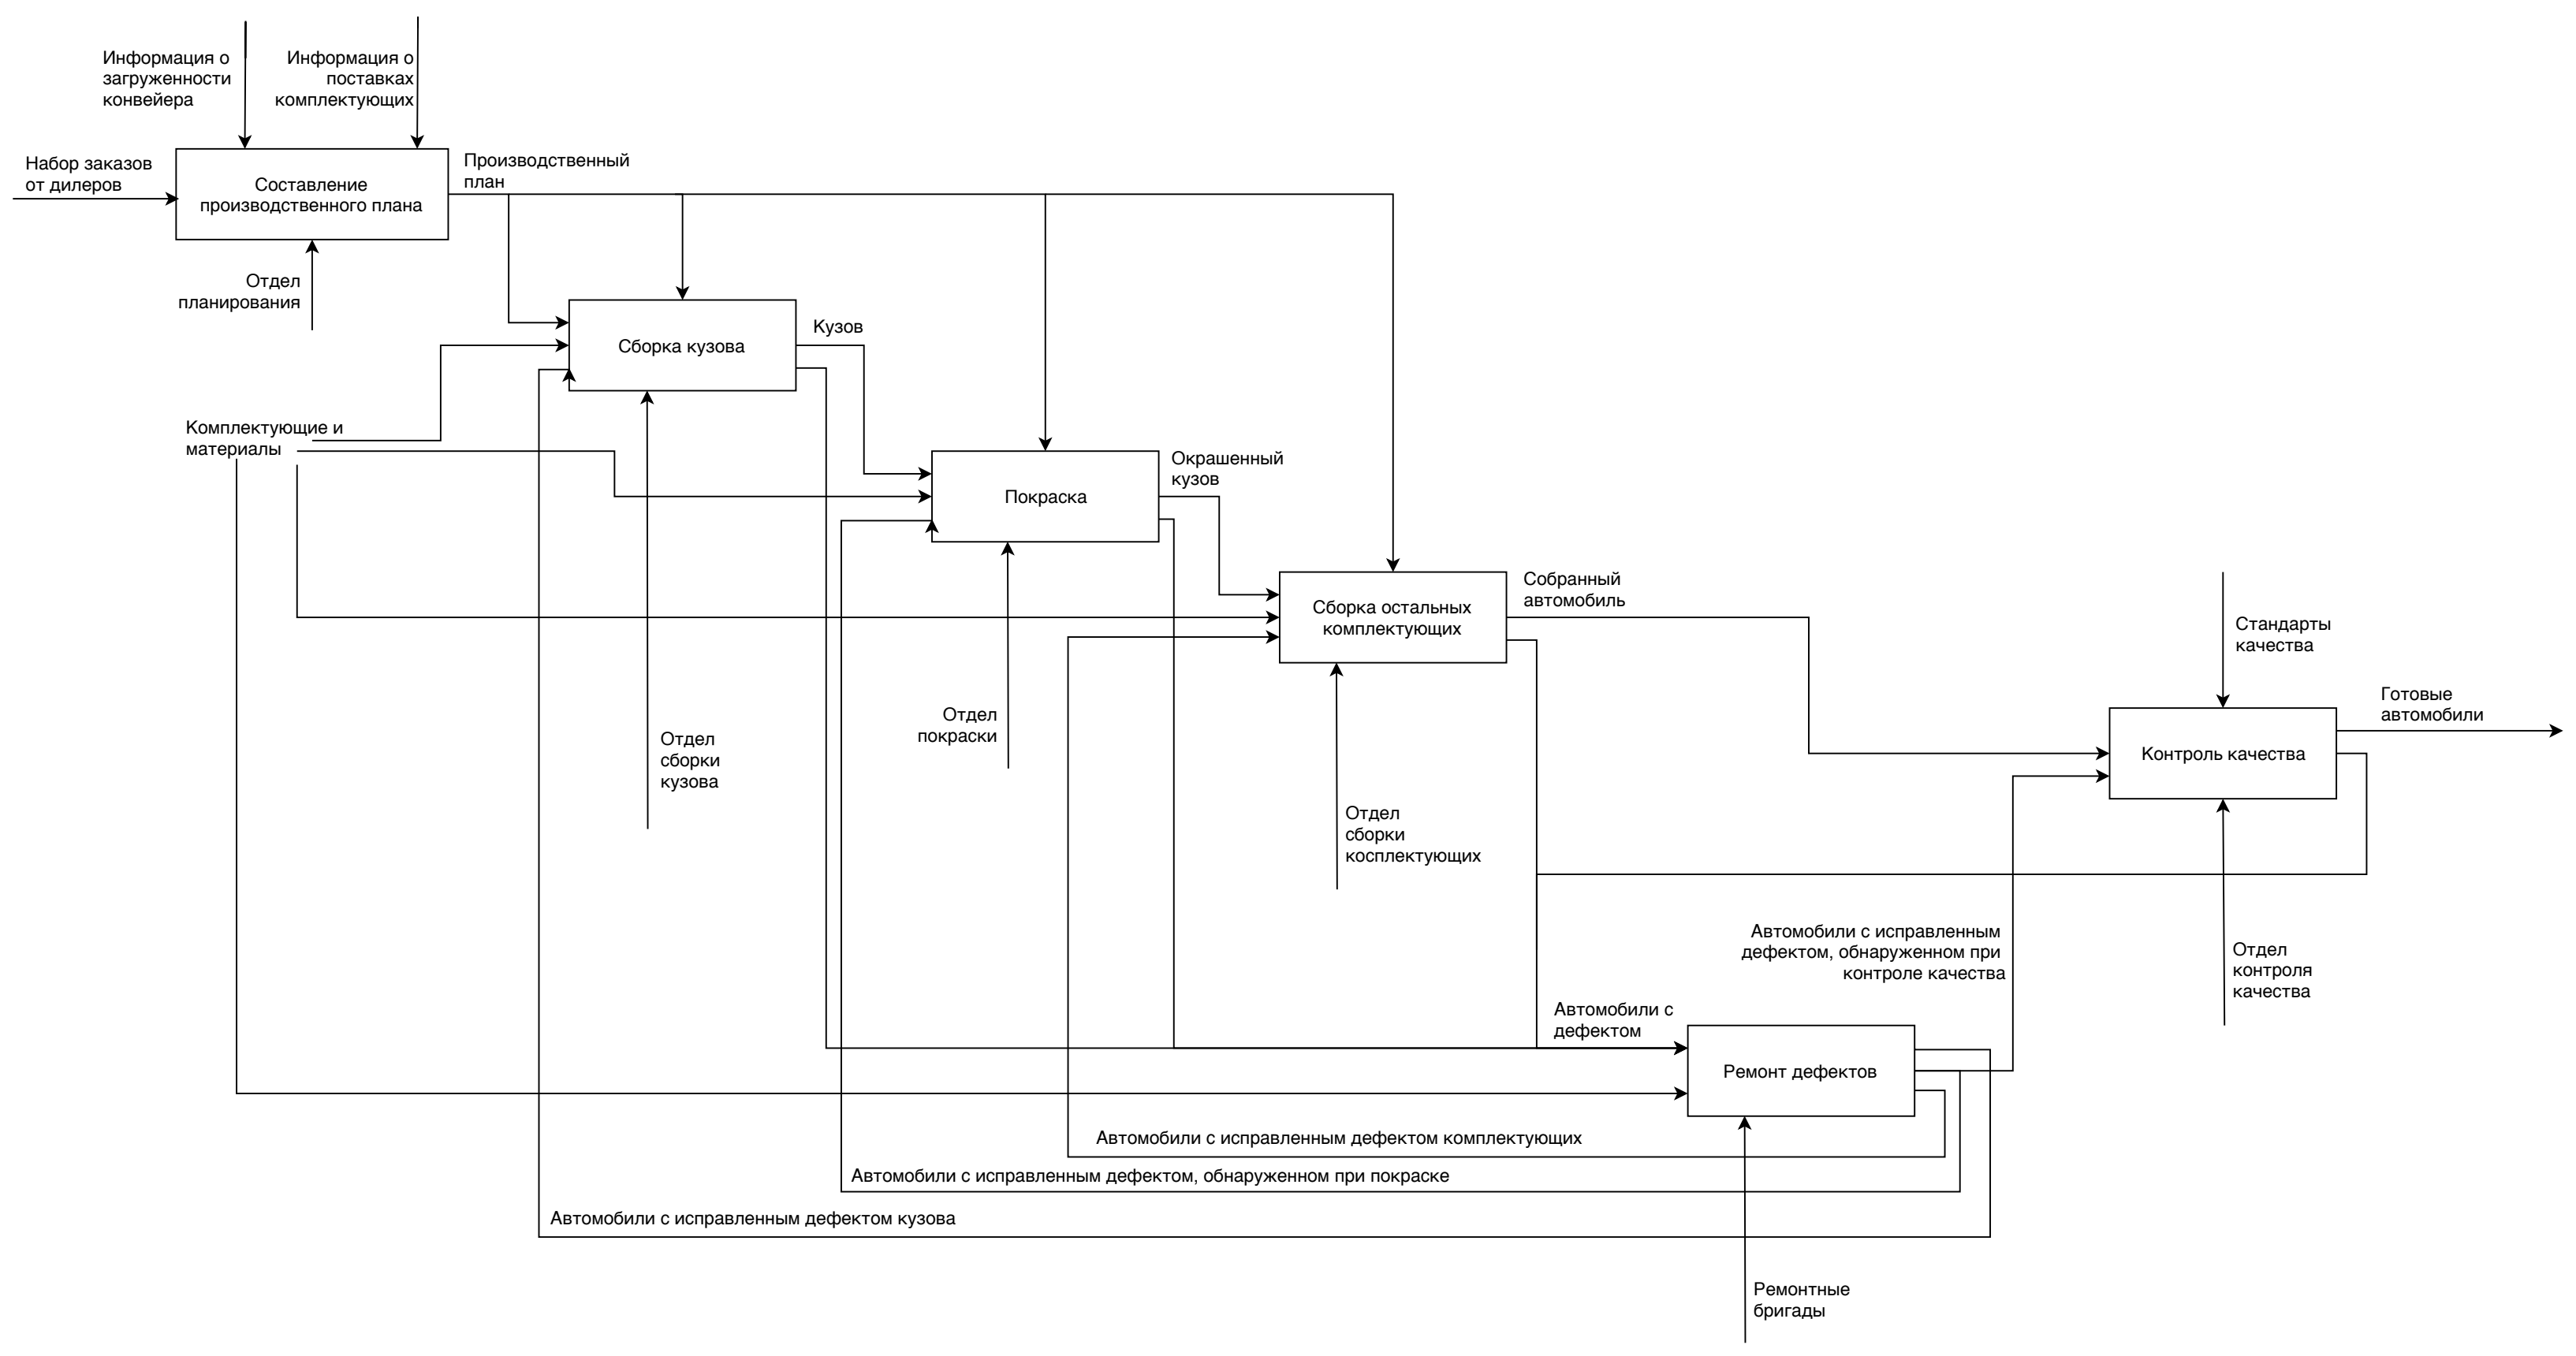 Информация о
загруженности
конвейера
Информация о
поставках
комплектующих
Набор заказов
от дилеров
Составление
производственного плана
Производственный
план
Отдел
планирования
Сборка кузова
Кузов
Комплектующие и
материалы
Покраска
Окрашенный
кузов
Сборка остальных
комплектующих
Собранный
автомобиль
Стандарты
качества
Готовые
автомобили
Контроль качества
Отдел
сборки
кузова
Отдел
покраски
Отдел
сборки
косплектующих
Автомобили с исправленным
дефектом, обнаруженном при
контроле качества
Отдел
контроля
качества
Автомобили с
дефектом
Ремонт дефектов
Автомобили с исправленным дефектом комплектующих
Автомобили с исправленным дефектом, обнаруженном при покраске
Автомобили с исправленным дефектом кузова
Ремонтные
бригады